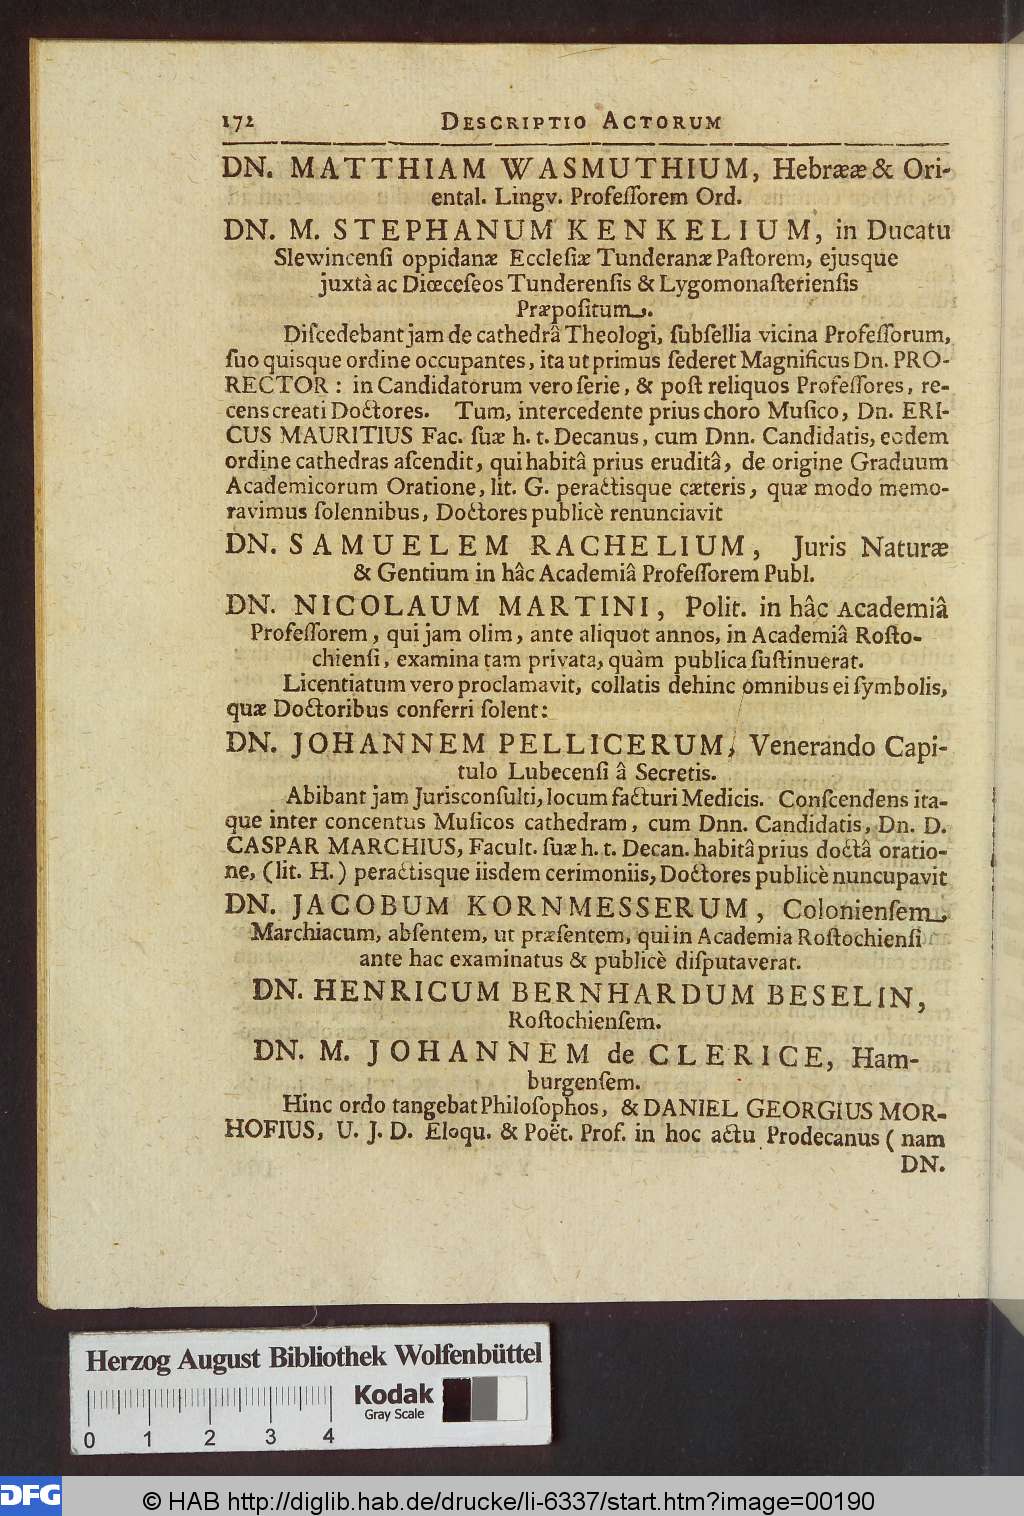 172 DESCRIPTIO ACTORUM
DN. MATTHIAM WASMUTHIUM, Hebrææ & Ori-
ental. Lingv. Profeſſorem Ord.
DN. M. STEPHANUM KENKELIUM, in Ducatu
Slewincenſi oppidanæ Eccleſiæ Tunderanæ Paſtorem, ejusque
juxtà ac Diœceſeos Tunderenſis & Lygomonaſterienſis
Præpoſitum.
Diſcedebant jam de cathedrâ Theologi, ſubſellia vicina Profeſſorum,
ſuo quisque ordine occupantes, ita ut primus ſederet Magnificus Dn. PRO-
RECTOR : in Candidatorum vero ſerie, & poſt reliquos Profeſſores, re-
cens creati Doctores. Tum, intercedente prius choro Muſico, Dn. ERI-
CUS MAURITIUS Fac. ſuæ h. t. Decanus, cum Dnn. Candidatis, eodem
ordine cathedras aſcendit, qui habitâ prius eruditâ, de origine Graduum
Academicorum Oratione, lit. G. peractisque cæteris, quæ modo memo-
ravimus ſolennibus, Doctores publicè renunciavit
DN. SAMUELEM RACHELIUM, Juris Naturæ
& Gentium in hâc Academiâ Profeſſorem Publ.
DN. NICOLAUM MARTINI, Polit. in hâc Academiâ
Profeſſorem, qui jam olim, ante aliquot annos, in Academiâ Roſto-
chienſi, examina tam privata, quàm publica ſuſtinuerat.
Licentiatum vero proclamavit, collatis dehinc omnibus ei ſymbolis,
quæ Doctoribus conferri ſolent:
DN. JOHANNEM PELLICERUM, Venerando Capi-
tulo Lubecenſi â Secretis.
Abibant jam Jurisconſulti, locum facturi Medicis. Conſcendens ita-
que inter concentus Muſicos cathedram, cum Dnn. Candidatis, Dn. D.
CASPAR MARCHIUS, Facult. ſuæ h. t. Decan. habitâ prius doctâ oratio-
ne, (lit. H.) peractisque iisdem cerimoniis, Doctores publicè nuncupavit
DN. JACOBUM KORNMESSERUM, Colonienſem,
Marchiacum, abſentem, ut præſentem, qui in Academia Roſtochienſi
ante hac examinatus & publicè diſputaverat.
DN. HENRICUM BERNHARDUM BESELIN,
Roſtochienſem.
DN. M. JOHANNEM de CLERICE, Ham-
burgenſem.
Hinc ordo tangebat Philoſophos, & DANIEL GEORGIUS MOR-
HOFIUS, U. J. D. Eloqu. & Poët. Prof. in hoc actu Prodecanus ( nam
DN.
Herzog August Bibliothek Wolfenbüttel
Kodak
Gray Scale
0 1 2 3 4
DFG
© HAB http://diglib.hab.de/drucke/li-6337/start.htm?image=00190